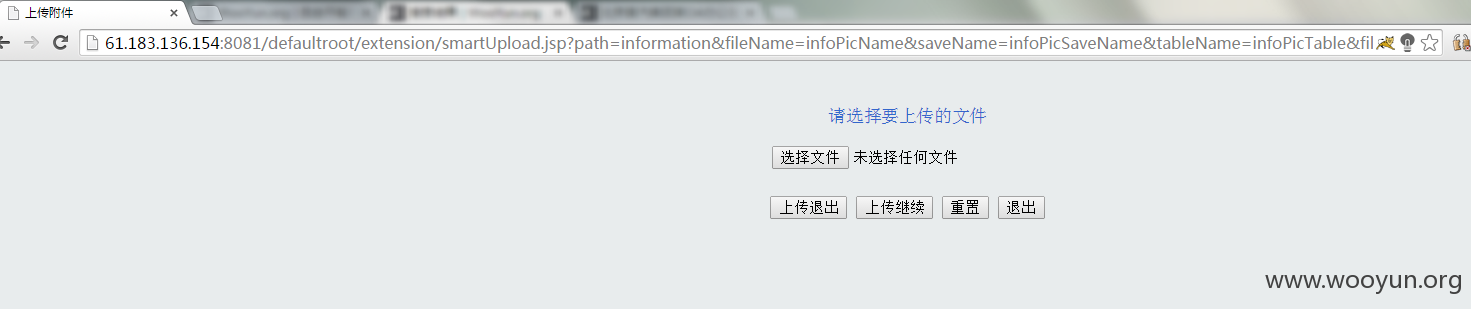 上传附件
61.183.136.154:8081/defaultroot/extension/smartUpload.jsp?path=information&fileName=infoPicName&saveName=infoPicSaveName&tableName=infoPicTable&fil
请选择要上传的文件
选择文件 未选择任何文件
上传退出 上传继续 重置 退出
www.wooyun.org